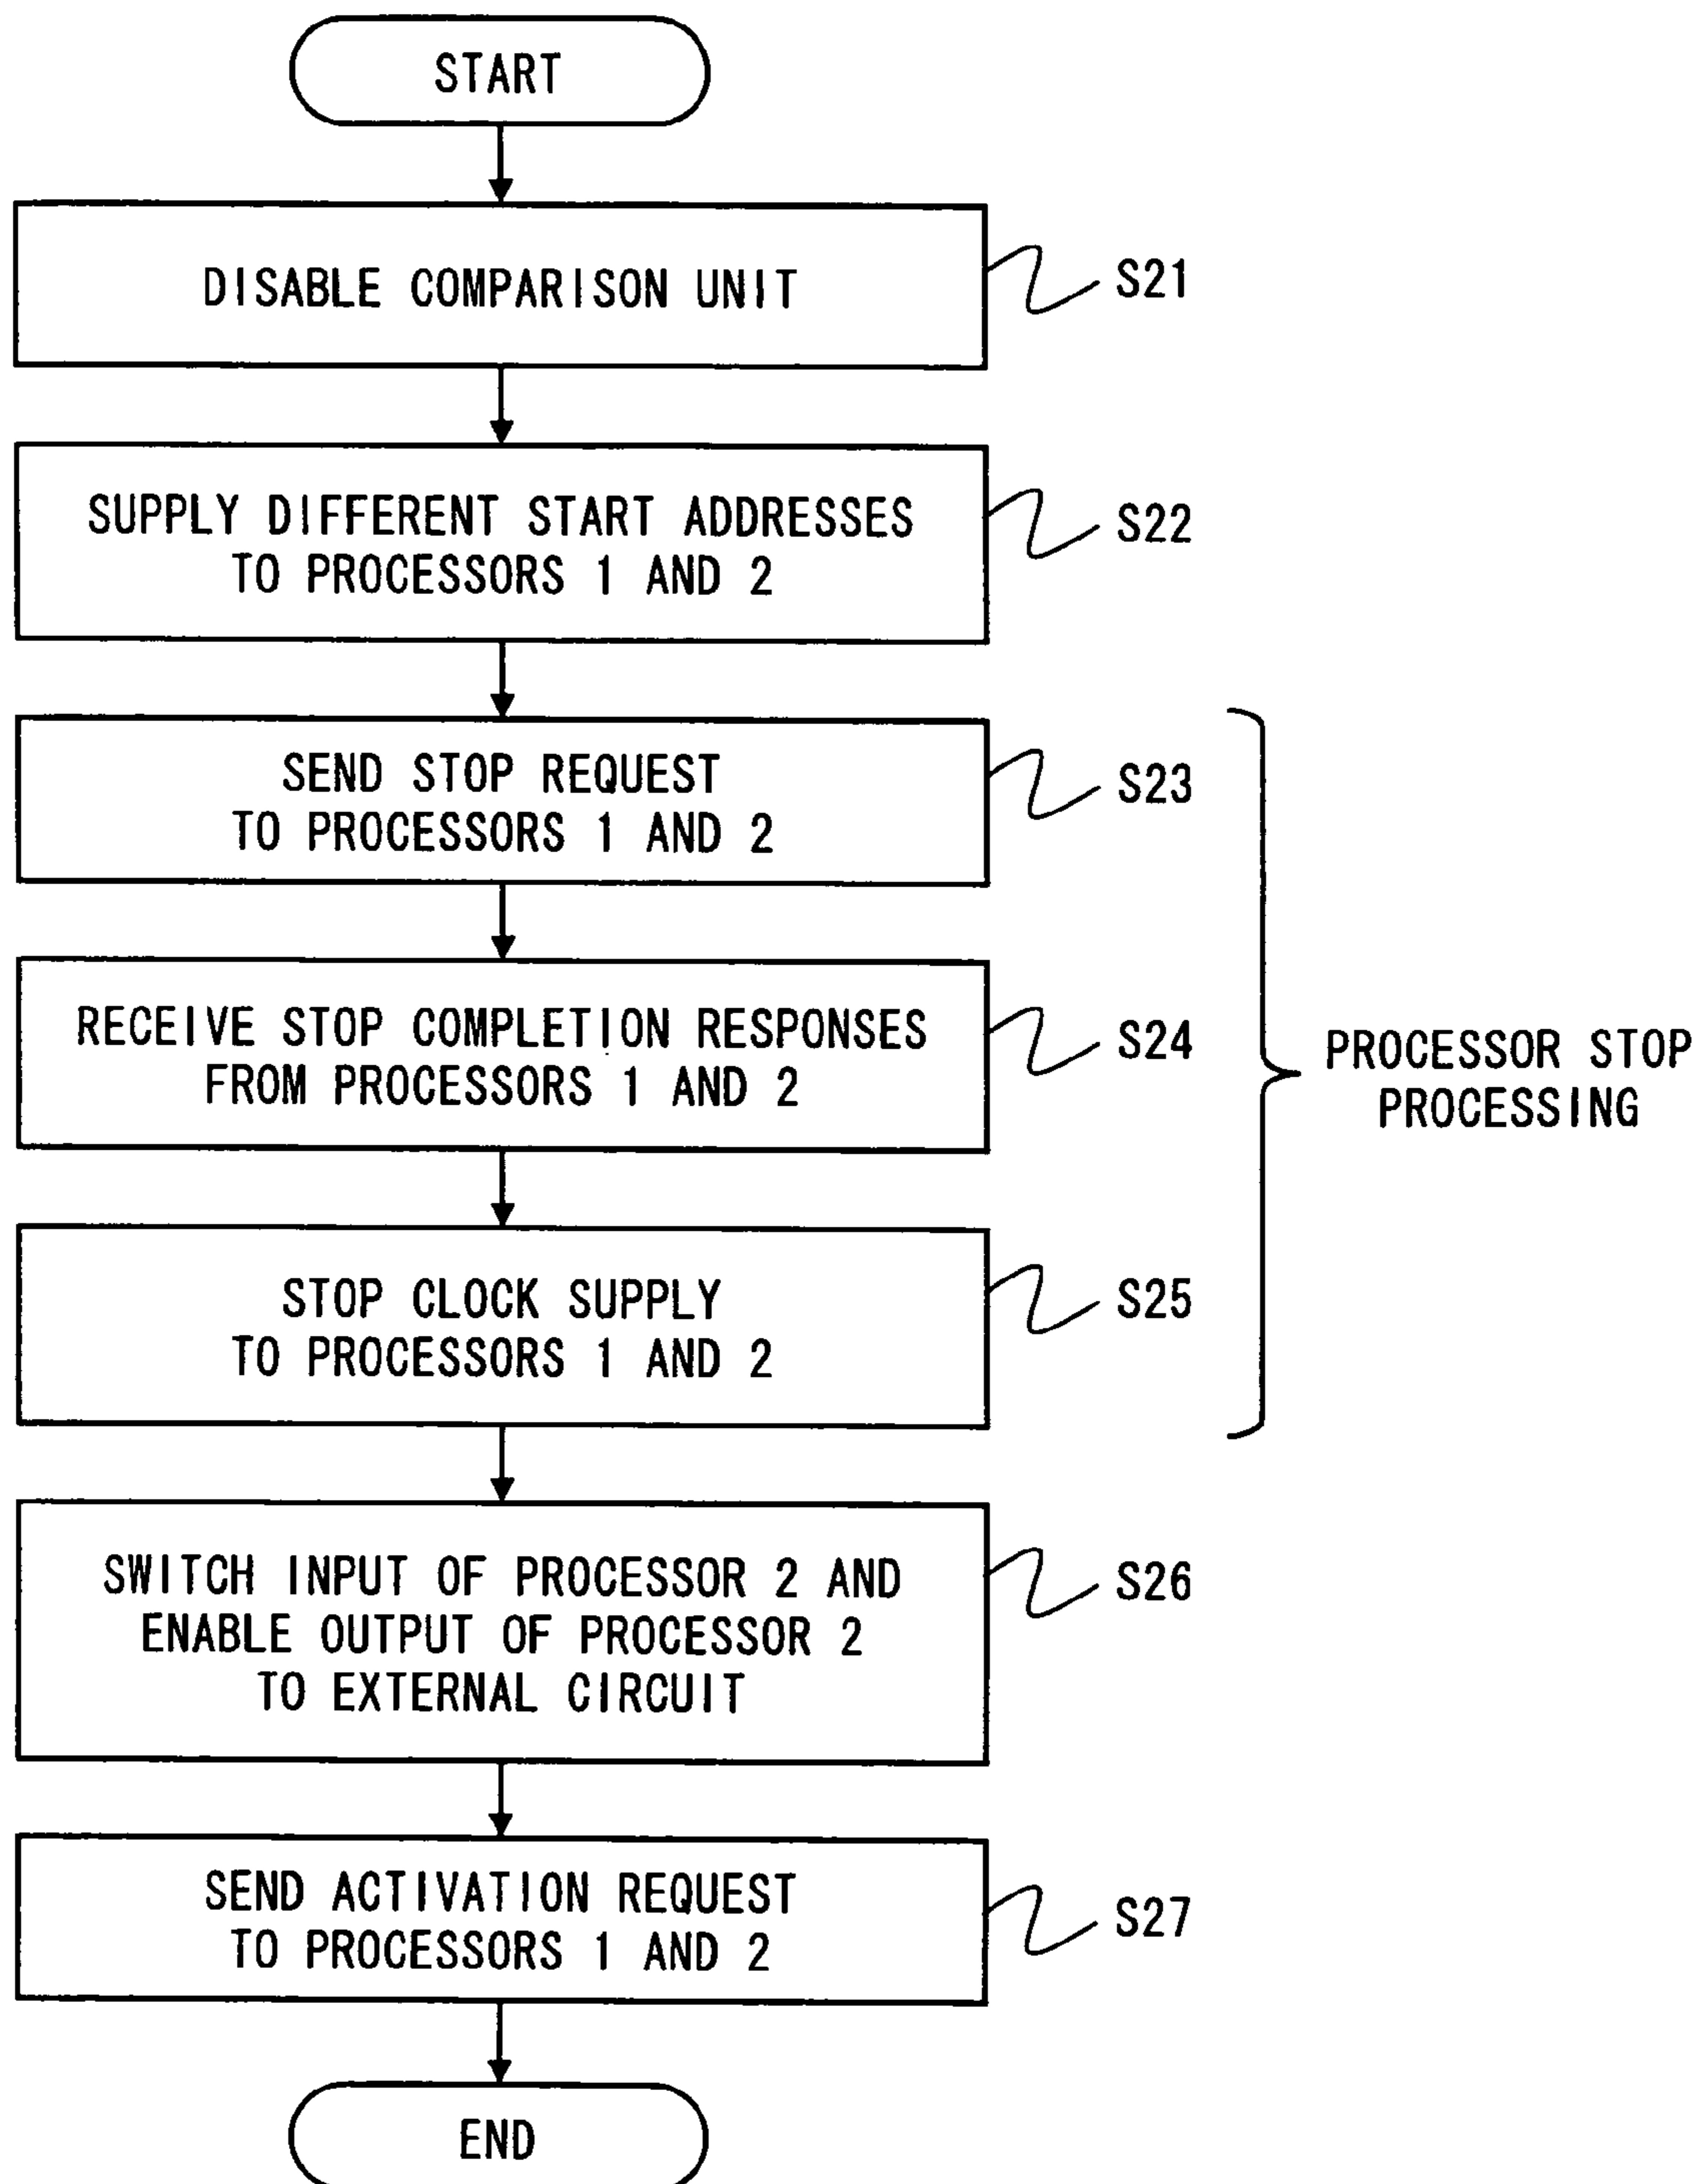 START
DISABLE COMPARISON UNIT
S21
SUPPLY DIFFERENT START ADDRESSES
TO PROCESSORS 1 AND 2
S22
SEND STOP REQUEST
TO PROCESSORS 1 AND 2
S23
RECEIVE STOP COMPLETION RESPONSES
FROM PROCESSORS 1 AND 2
S24
PROCESSOR STOP
PROCESSING
STOP CLOCK SUPPLY
TO PROCESSORS 1 AND 2
S25
SWITCH INPUT OF PROCESSOR 2 AND
ENABLE OUTPUT OF PROCESSOR 2
TO EXTERNAL CIRCUIT
S26
SEND ACTIVATION REQUEST
TO PROCESSORS 1 AND 2
S27
END